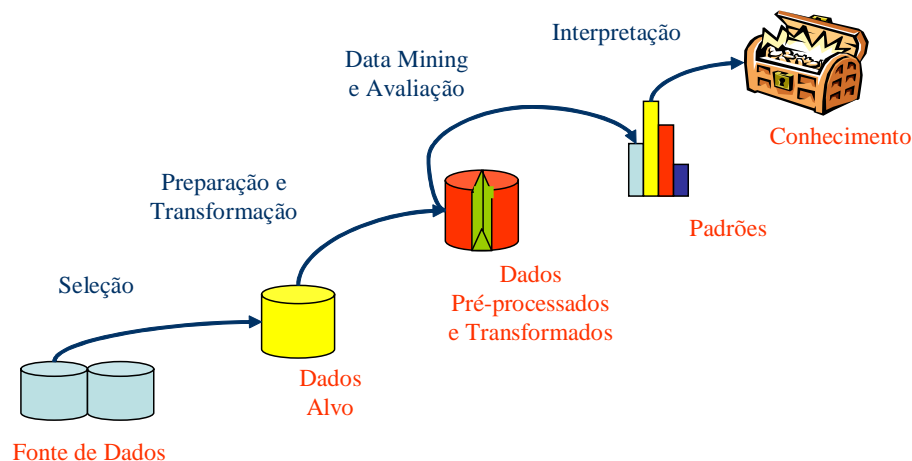 Interpretação
Data Mining
e Avaliação
Conhecimento
Preparação e
Transformação
Padrões
Dados
Pré-processados
e Transformados
Seleção
Dados
Alvo
Fonte de Dados